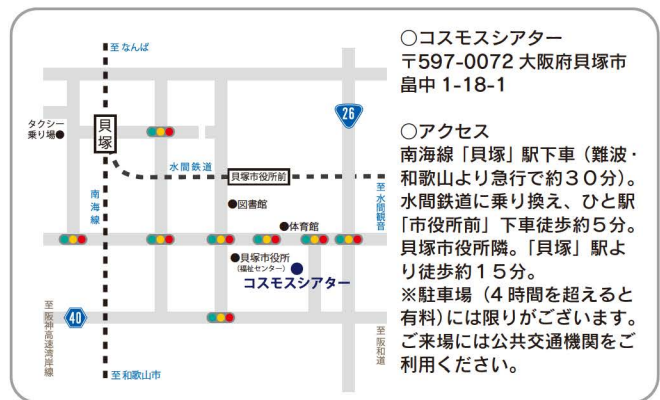 至なんば
タクシー
乗り場
貝塚
26
水間鉄道
貝塚市役所前
南海線
図書館
至水間観音
体育館
貝塚市役所
(福祉センター)
コスモスシアター
40
至阪神高速湾岸線
至阪和道
至和歌山市
○コスモスシアター
〒597-0072 大阪府貝塚市
畠中 1-18-1
○アクセス
南海線「貝塚」駅下車（難波・
和歌山より急行で約３０分）。
水間鉄道に乗り換え、ひと駅
「市役所前」下車徒歩約５分。
貝塚市役所隣。「貝塚」駅よ
り徒歩約１５分。
※駐車場（4 時間を超えると
有料）には限りがございます。
ご来場には公共交通機関をご
利用ください。